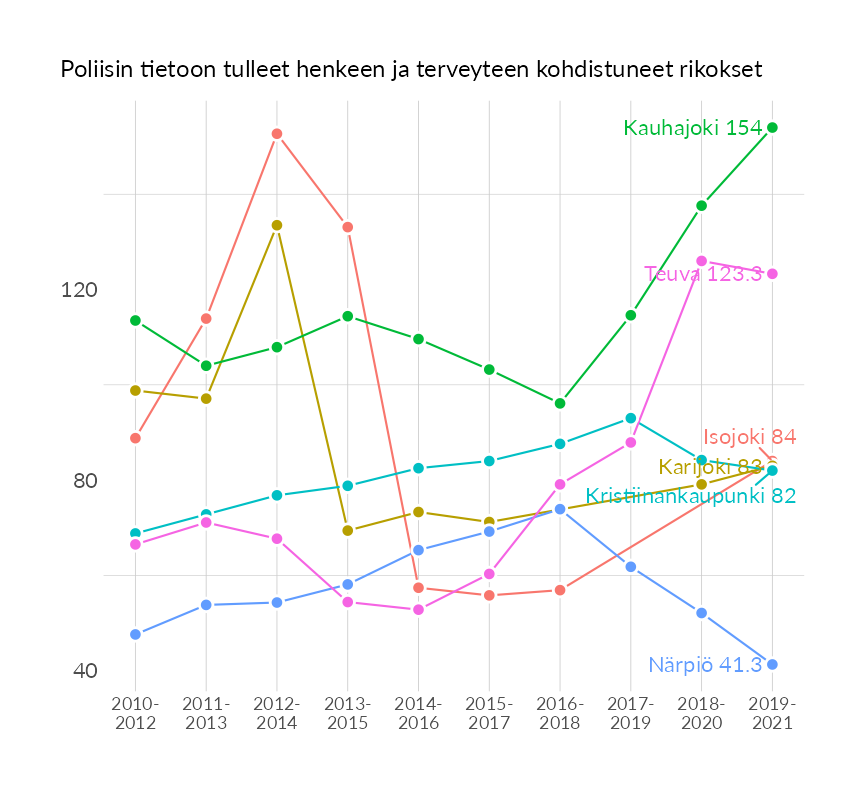 Poliisin tietoon tulleet henkeen ja terveyteen kohdistuneet rikokset
Kauhajoki 154
Teuva 123.3
120
Isojoki 84
Karijoki 83
80
Kristiinankaupunki 82
Närpiö 41.3
40
2010- 2011- 2012- 2013- 2014- 2015- 2016- 2017- 2018- 2019-
2012 2013 2014 2015 2016 2017 2018 2019 2020 2021